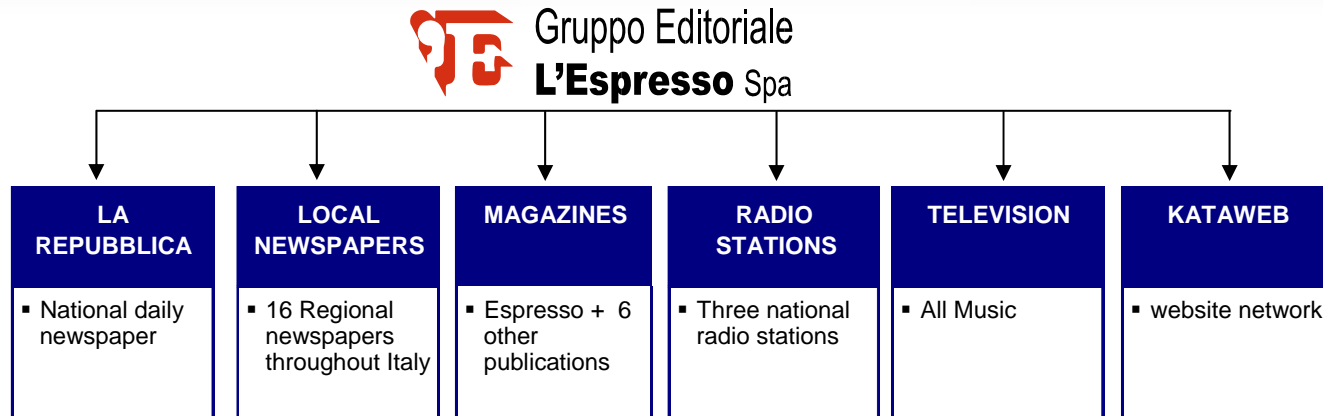 Gruppo Editoriale
L'Espresso Spa
LA
REPUBBLICA
▪ National daily
newspaper
LOCAL
NEWSPAPERS
▪ 16 Regional
newspapers
throughout Italy
MAGAZINES
▪ Espresso + 6
other
publications
RADIO
STATIONS
▪ Three national
radio stations
TELEVISION
▪ All Music
KATAWEB
▪ website network